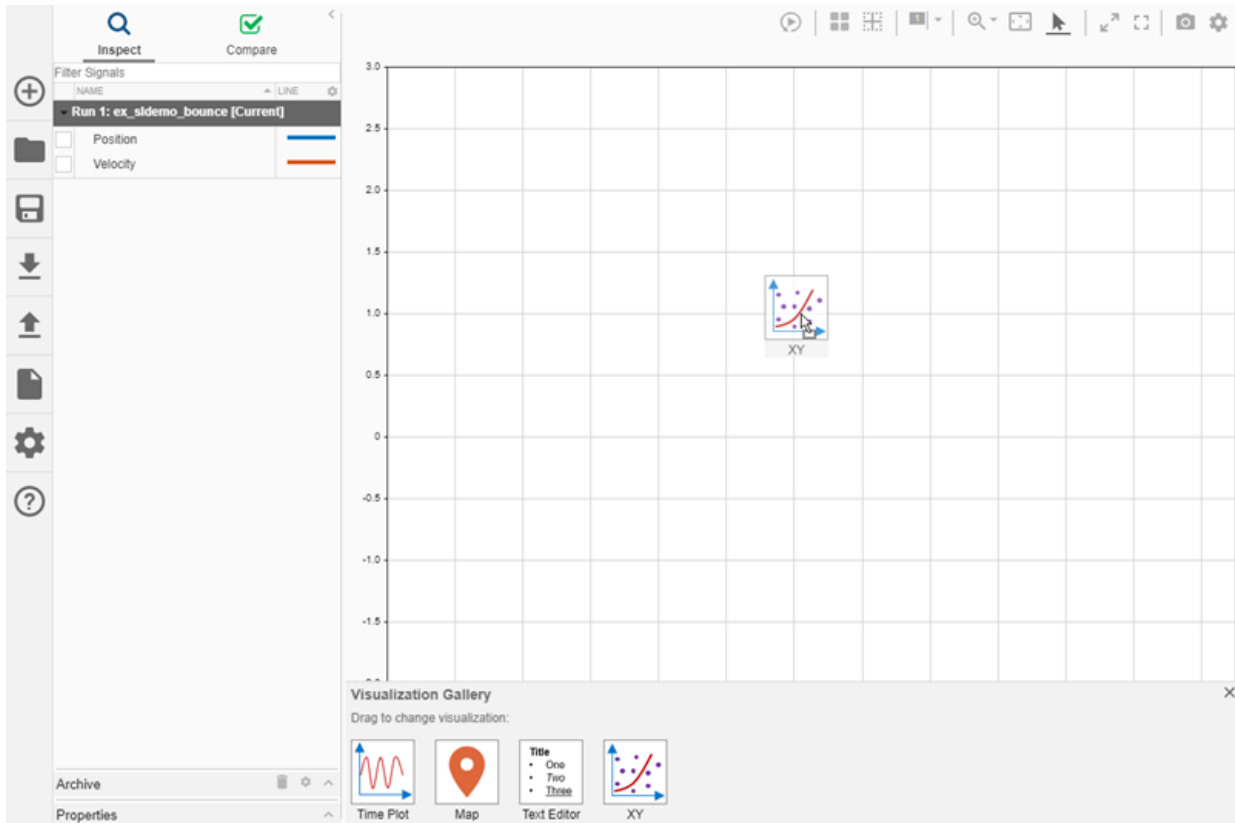 Inspect
Compare
Filter Signals
NAME
LINE
Run 1: ex_sldemo_bounce [Current]
Position
Velocity
Archive
Properties
1
3.0
2.5
2.0
1.5
1.0
0.5
0
-0.5
-1.0
-1.5
XY
Visualization Gallery
Drag to change visualization:
Title
One
Two
Three
Time Plot
Map
Text Editor
XY